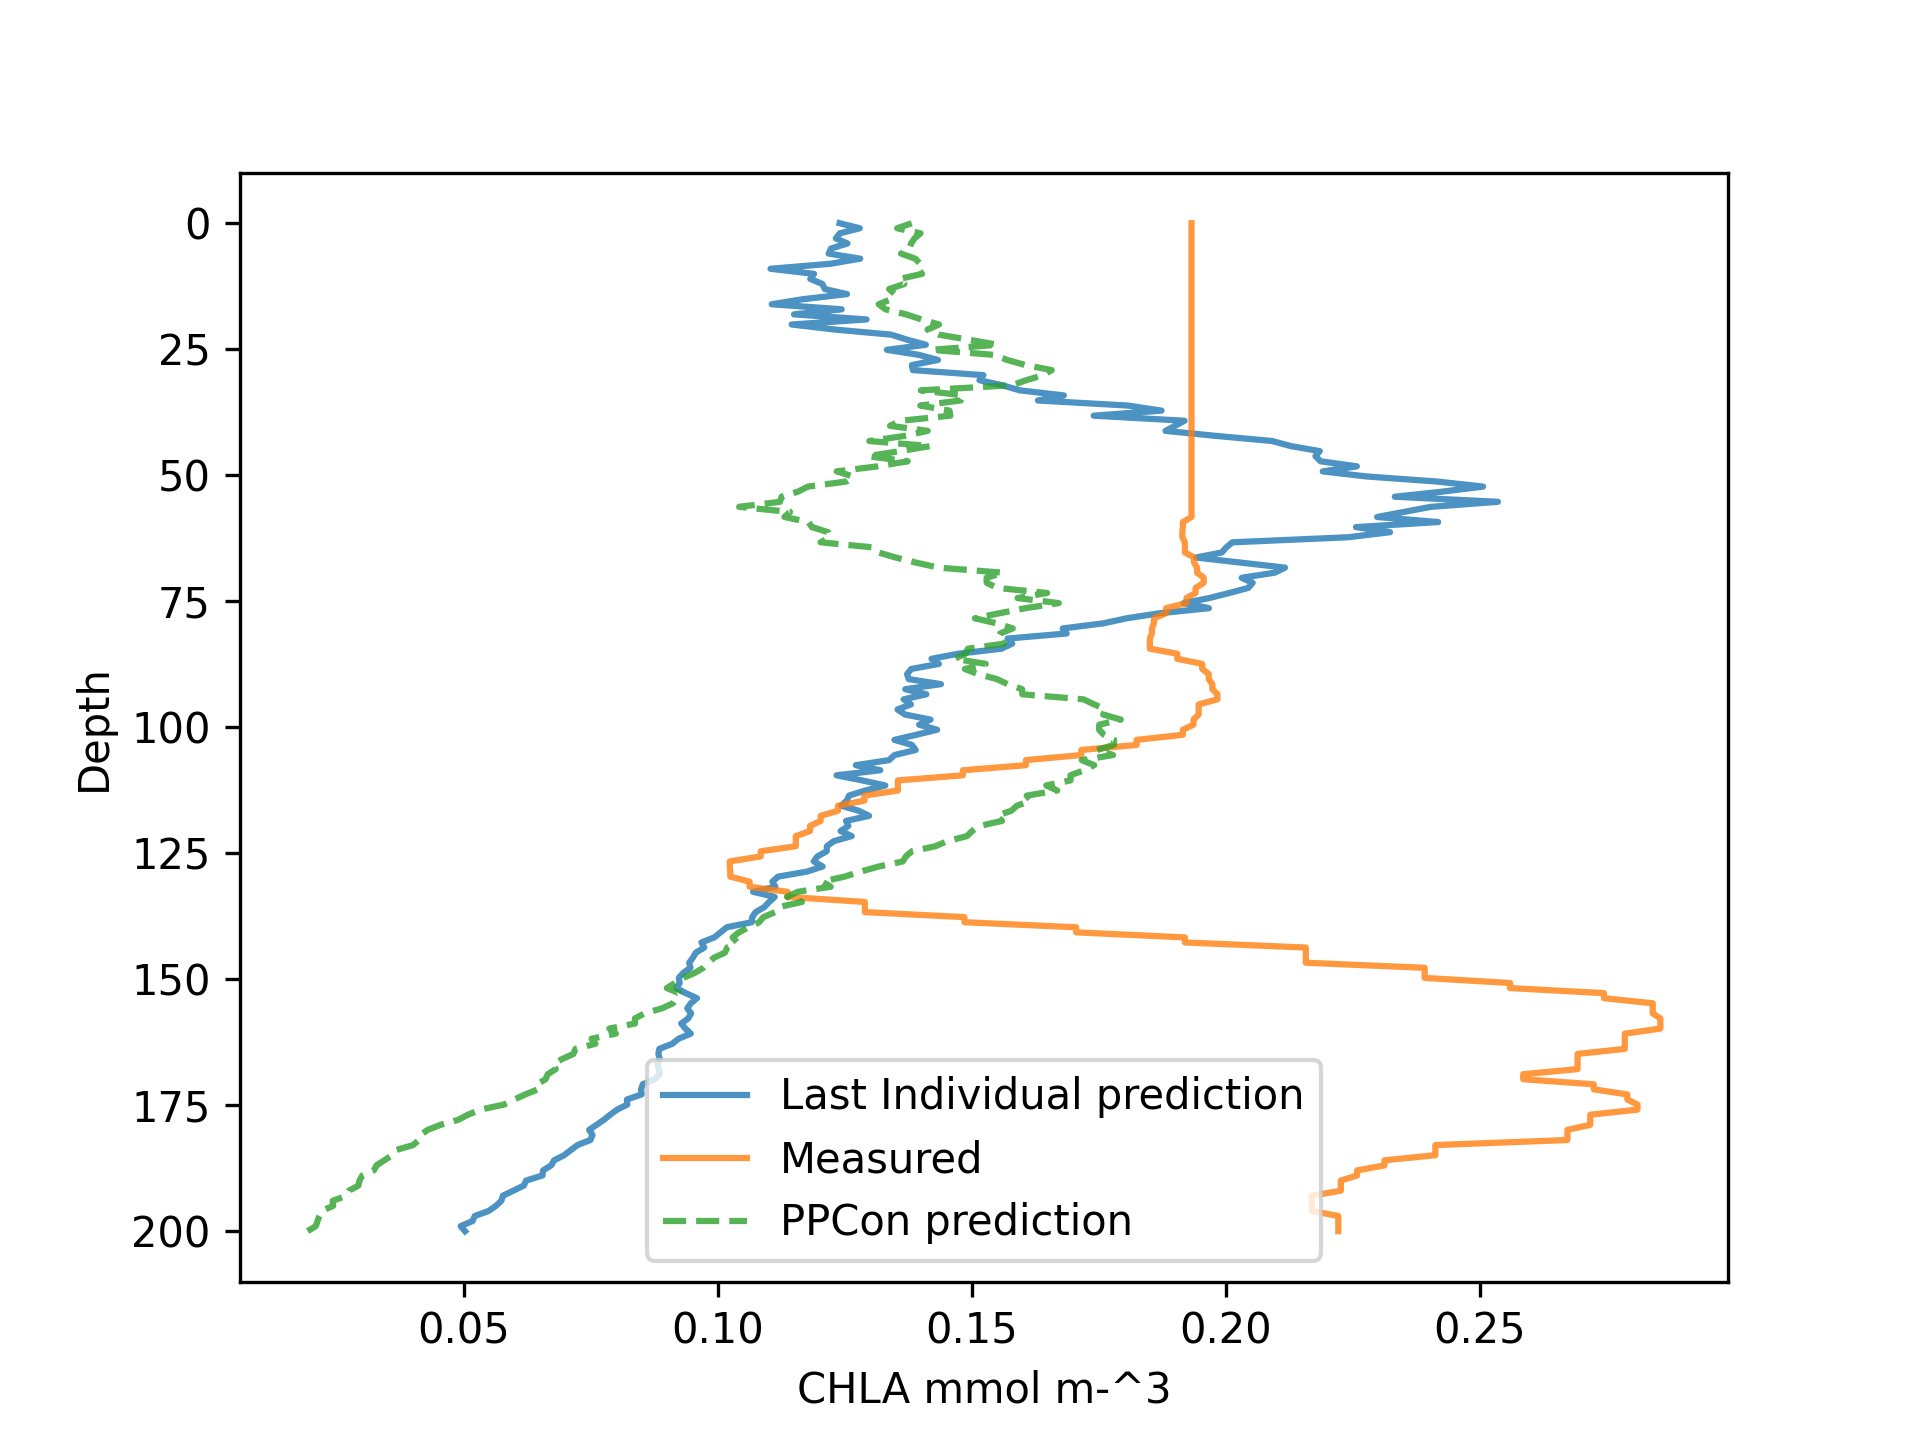 0
25
50
75
100
125
150
175
200
Depth
Last Individual prediction
Measured
PPCon prediction
0.05 0.10 0.15 0.20 0.25
CHLA mmol m-^3